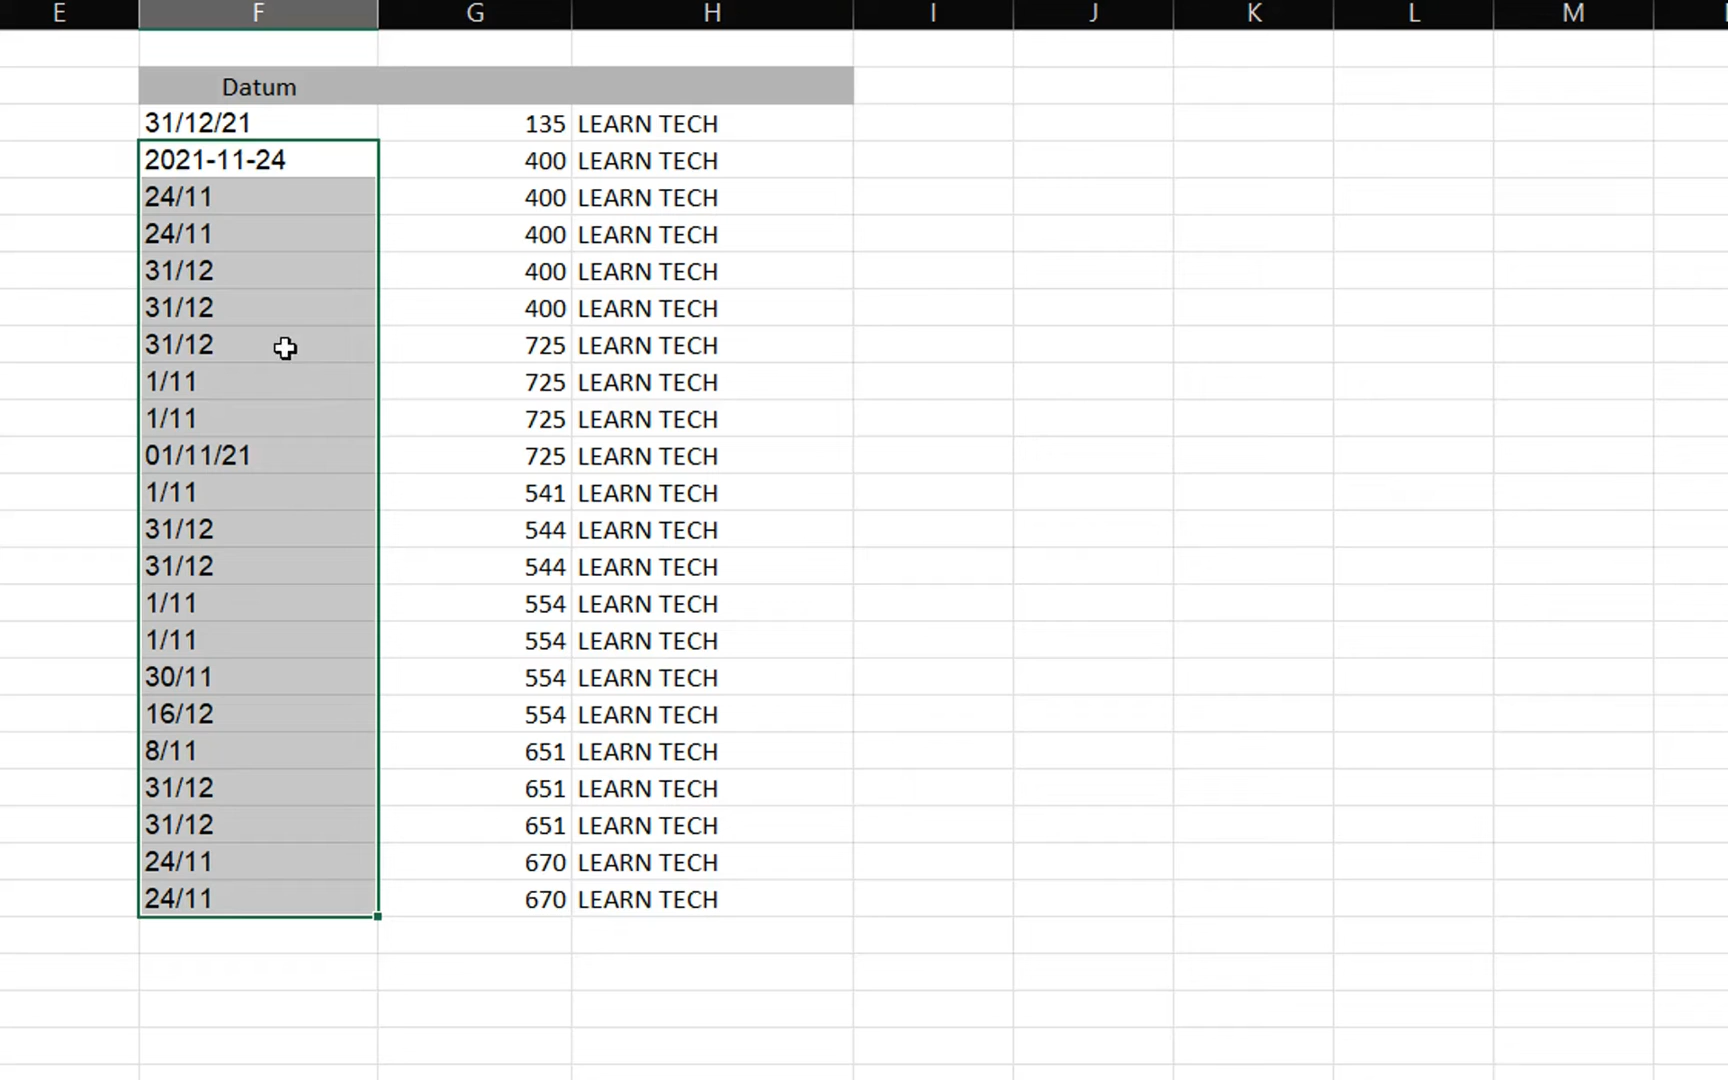 E F G H I J K L M
Datum
31/12/21 135 LEARN TECH
2021-11-24 400 LEARN TECH
24/11 400 LEARN TECH
24/11 400 LEARN TECH
31/12 400 LEARN TECH
31/12 400 LEARN TECH
31/12 725 LEARN TECH
1/11 725 LEARN TECH
1/11 725 LEARN TECH
01/11/21 725 LEARN TECH
1/11 541 LEARN TECH
31/12 544 LEARN TECH
31/12 544 LEARN TECH
1/11 554 LEARN TECH
1/11 554 LEARN TECH
30/11 554 LEARN TECH
16/12 554 LEARN TECH
8/11 651 LEARN TECH
31/12 651 LEARN TECH
31/12 651 LEARN TECH
24/11 670 LEARN TECH
24/11 670 LEARN TECH